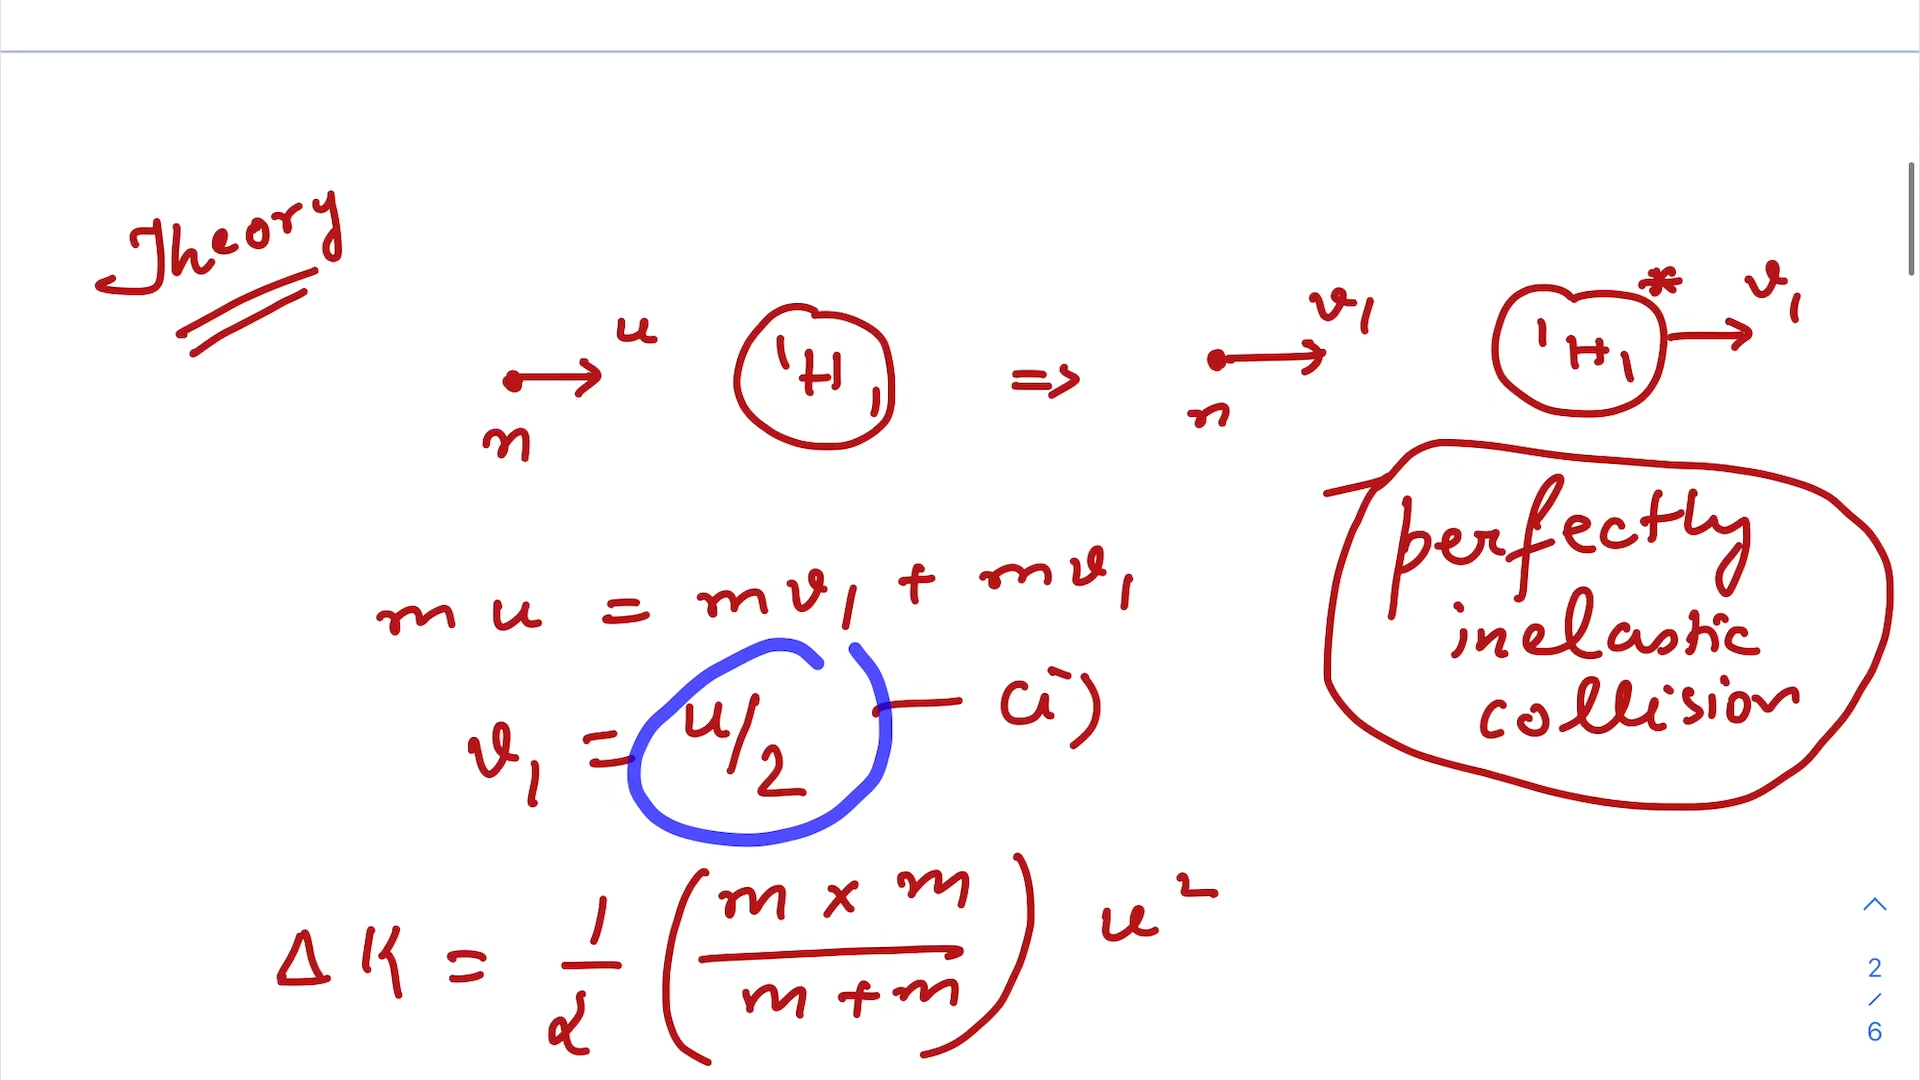 Theory
n → u ¹H₁ ⇒ n → v₁ ¹H₁* → v₁
perfectly
inelastic
collision
mu = mv₁ + mv₁
v₁ = u/2 — (i)
ΔK = 1/2 (m × m / m + m) u²
2
/
6